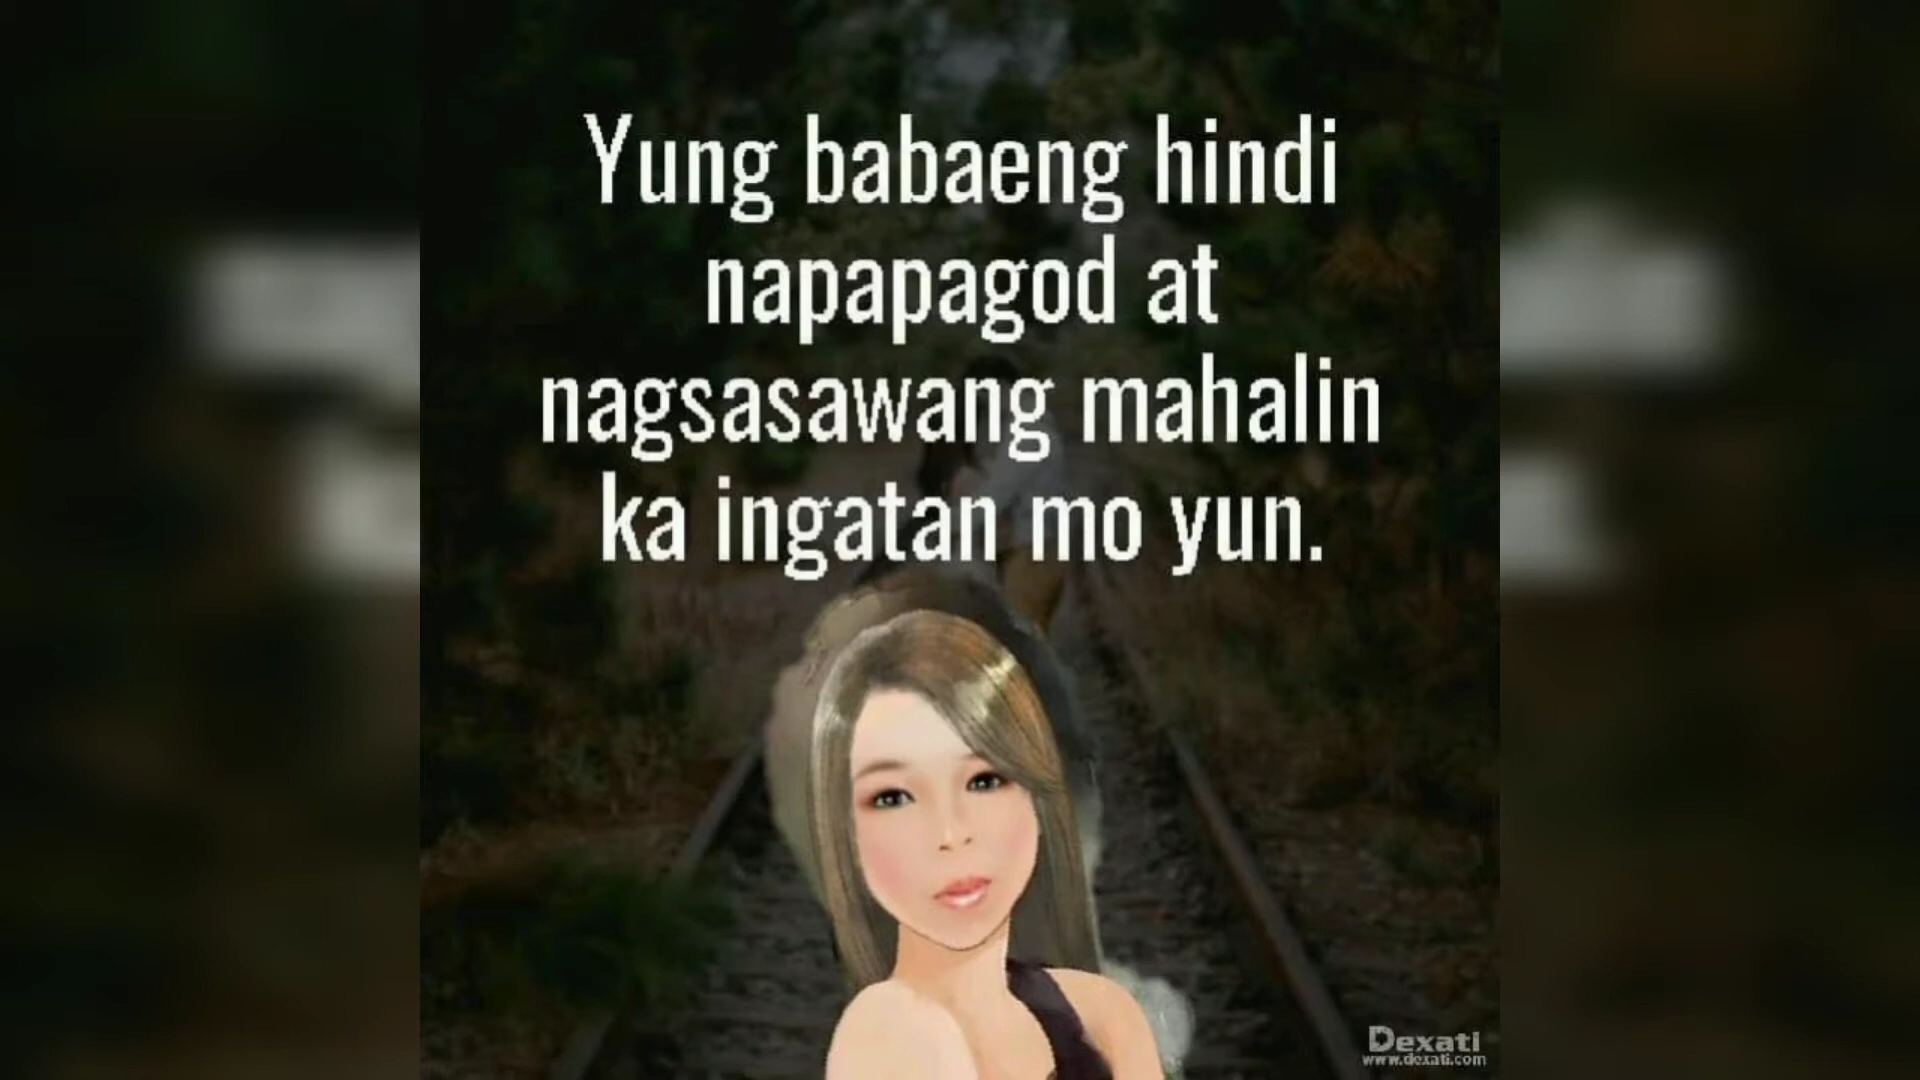 Yung babaeng hindi
napapagod at
nagsasawang mahalin
ka ingatan mo yun.
Dexati
www.dexati.com